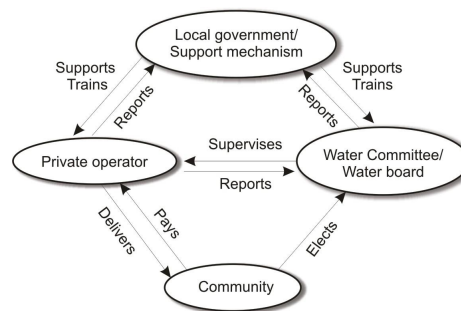 Local government/
Support mechanism
Supports
Trains
Reports
Reports
Supports
Trains
Private operator
Supervises
Reports
Water Committee/
Water board
Delivers
Pays
Elects
Community